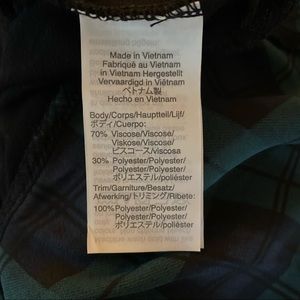 Made in Vietnam
Fabriqué au Vietnam
in Vietnam Hergestellt
Vervaardigd in Vietnam
ベトナム製
Hecho en Vietnam
Body/Corps/Hauptteil/Lijf/
ボディ/Cuerpo:
70% Viscose/Viscose/
Viskose/Viscose/
ビスコース/viscosa
30% Polyester/Polyester/
Polyester/Polyester/
ポリエステル/poliéster
Trim/Garniture/Besatz/
Afwerking/トリミング/Ribete:
100%Polyester/Polyester/
Polyester/Polyester/
ポリエステル/poliéster